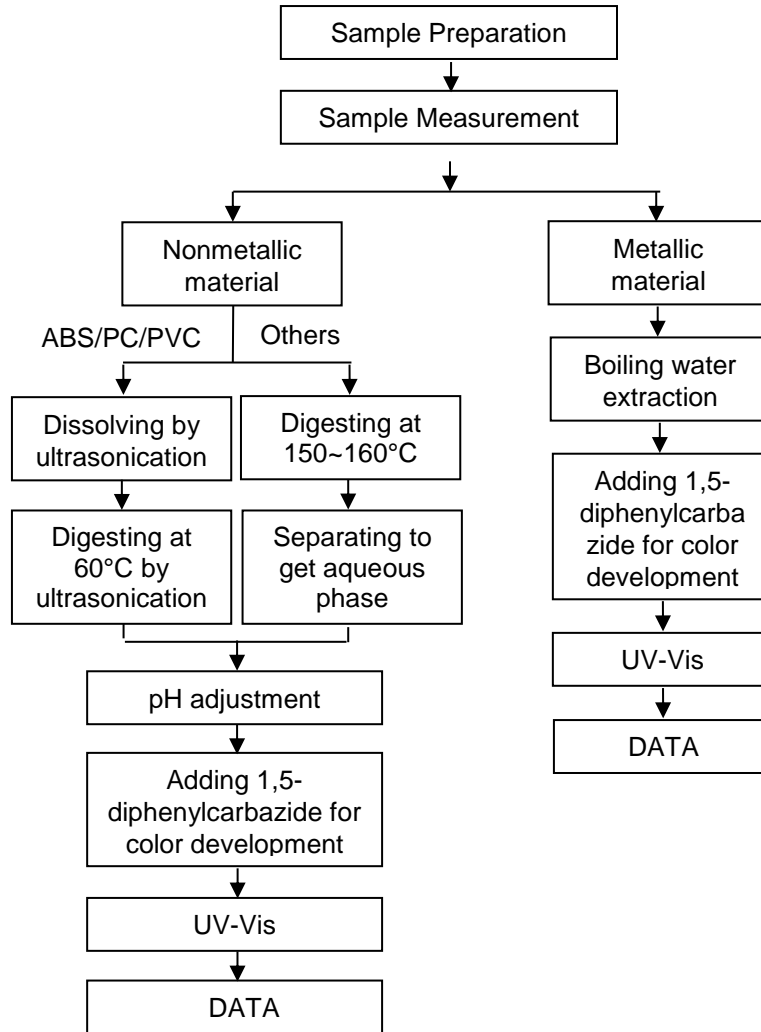 Sample Preparation
Sample Measurement
Nonmetallic
material
Metallic
material
ABS/PC/PVC
Others
Boiling water
extraction
Dissolving by
ultrasonication
Digesting at
150~160°C
Adding 1,5-
diphenylcarba
zide for color
development
Digesting at
60°C by
ultrasonication
Separating to
get aqueous
phase
UV-Vis
pH adjustment
DATA
Adding 1,5-
diphenylcarbazide for
color development
UV-Vis
DATA